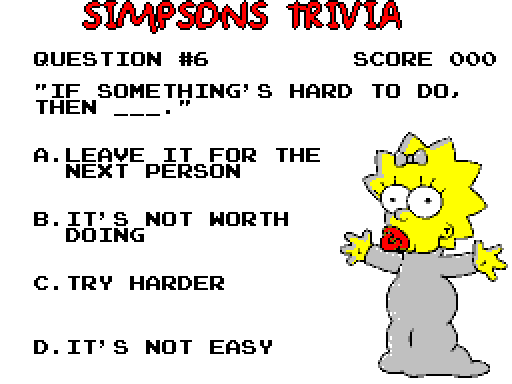 SIMPSONS TRIVIA
QUESTION #6 SCORE 000
"IF SOMETHING'S HARD TO DO,
THEN ___."
A.LEAVE IT FOR THE
NEXT PERSON
B.IT'S NOT WORTH
DOING
C.TRY HARDER
D.IT'S NOT EASY